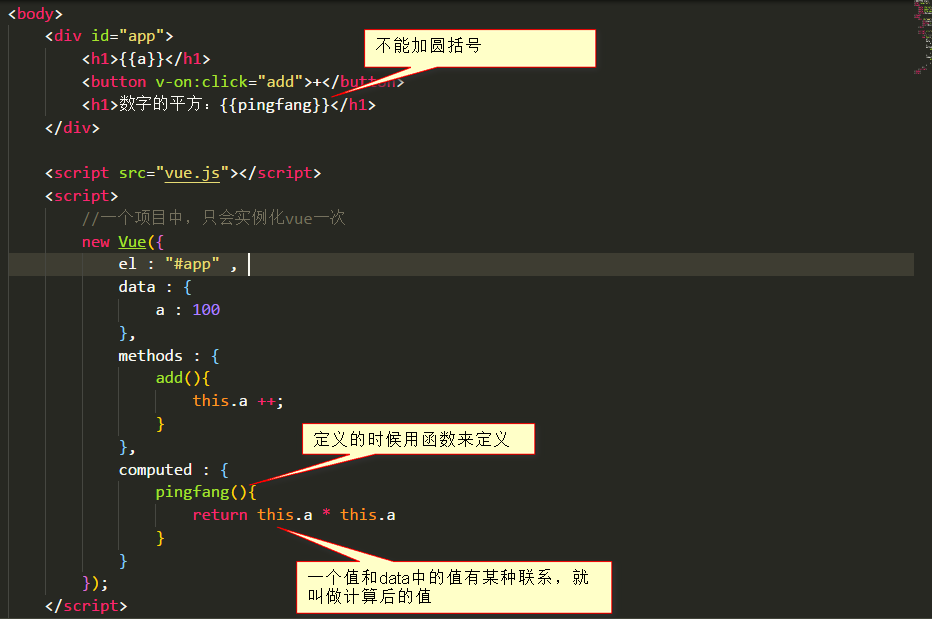 <body>
<div id="app">
不能加圆括号
<h1>{{a}}</h1>
<button v-on:click="add">+</button>
<h1>数字的平方：{{pingfang}}</h1>
</div>
<script src="vue.js"></script>
<script>
//一个项目中，只会实例化vue一次
new Vue({
el : "#app" ,
data : {
a : 100
},
methods : {
add(){
this.a ++;
}
定义的时候用函数来定义
},
computed : {
pingfang(){
return this.a * this.a
}
}
一个值和data中的值有某种联系，就
叫做计算后的值
});
</script>